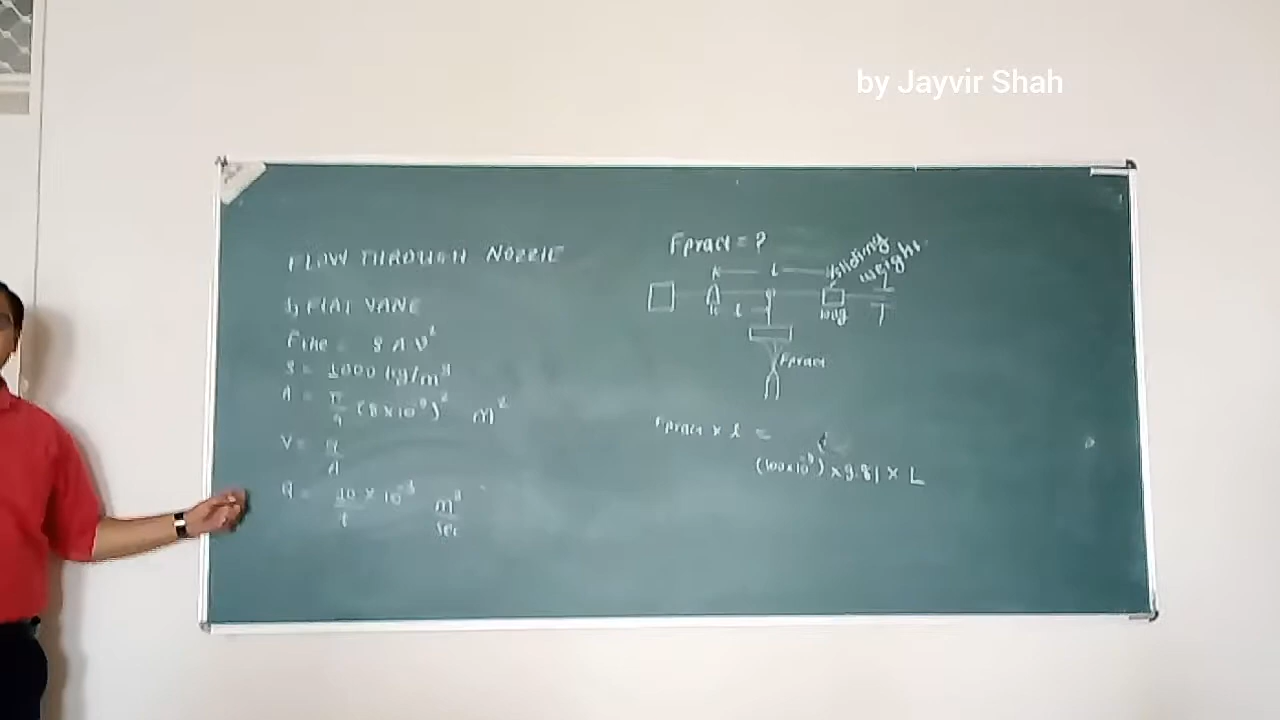 by Jayvir Shah
FLOW THROUGH NOZZLE
FLAT VANE
Fthe = ρ A V²
ρ = 1000 kg/m³
A = π/4 (8×10⁻³)² m²
V = Q/A
Q = 10 × 10⁻³/t m³/sec
Fpract = ?
L
sliding
weight
l
100g
Fpract
Fpract × l =
(100×10⁻³) × 9.81 × L